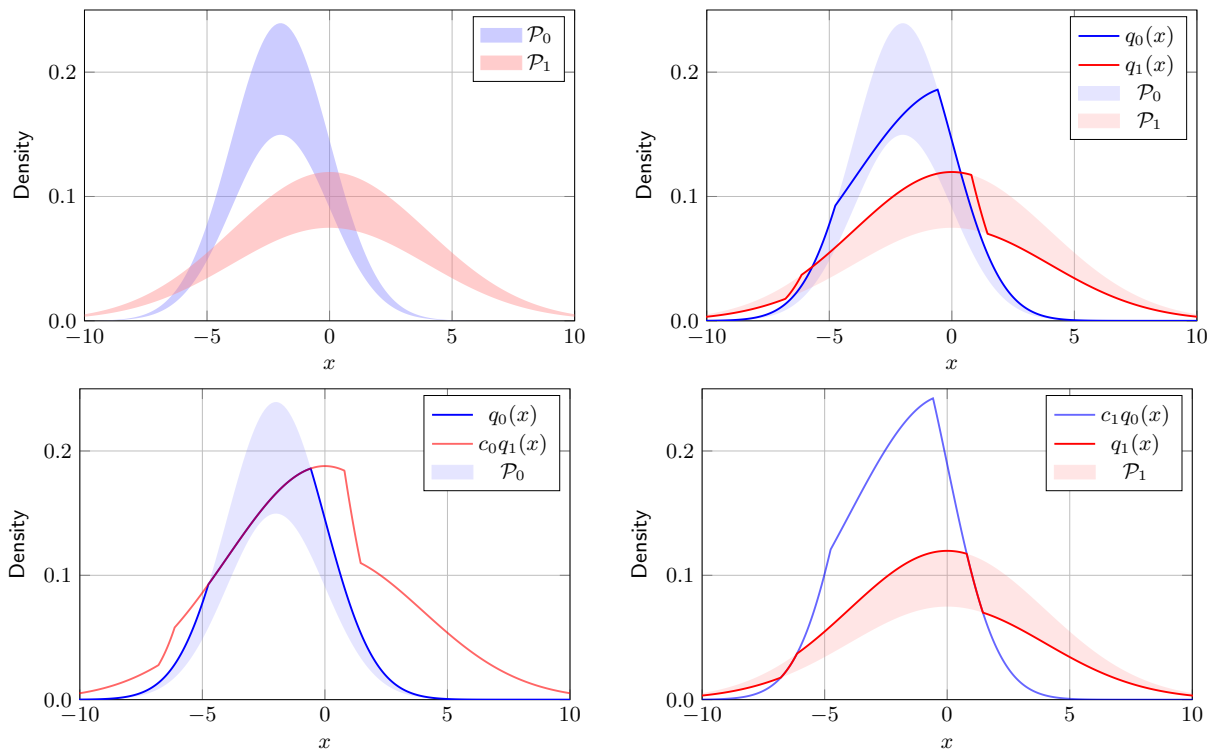 0.2
0.1
0.0
Density
−10
−5
0
5
10
x
𝒫₀
𝒫₁
0.2
0.1
0.0
Density
−10
−5
0
5
10
x
q₀(x)
q₁(x)
𝒫₀
𝒫₁
0.2
0.1
0.0
Density
−10
−5
0
5
10
x
q₀(x)
c₀q₁(x)
𝒫₀
0.2
0.1
0.0
Density
−10
−5
0
5
10
x
c₁q₀(x)
q₁(x)
𝒫₁